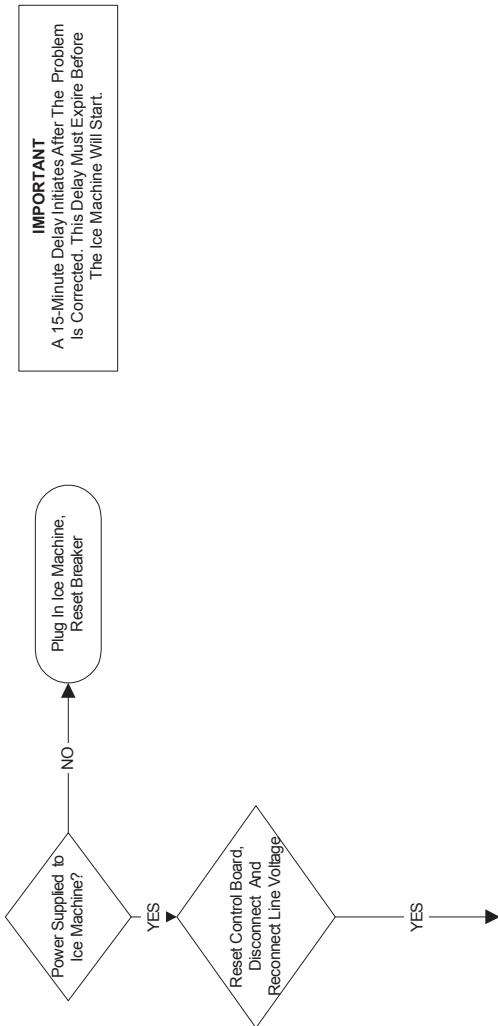 Power Supplied to
Ice Machine?
NO
Plug In Ice Machine,
Reset Breaker
IMPORTANT
A 15-Minute Delay Initiates After The Problem
Is Corrected. This Delay Must Expire Before
The Ice Machine Will Start.
YES
Reset Control Board,
Disconnect And
Reconnect Line Voltage
YES